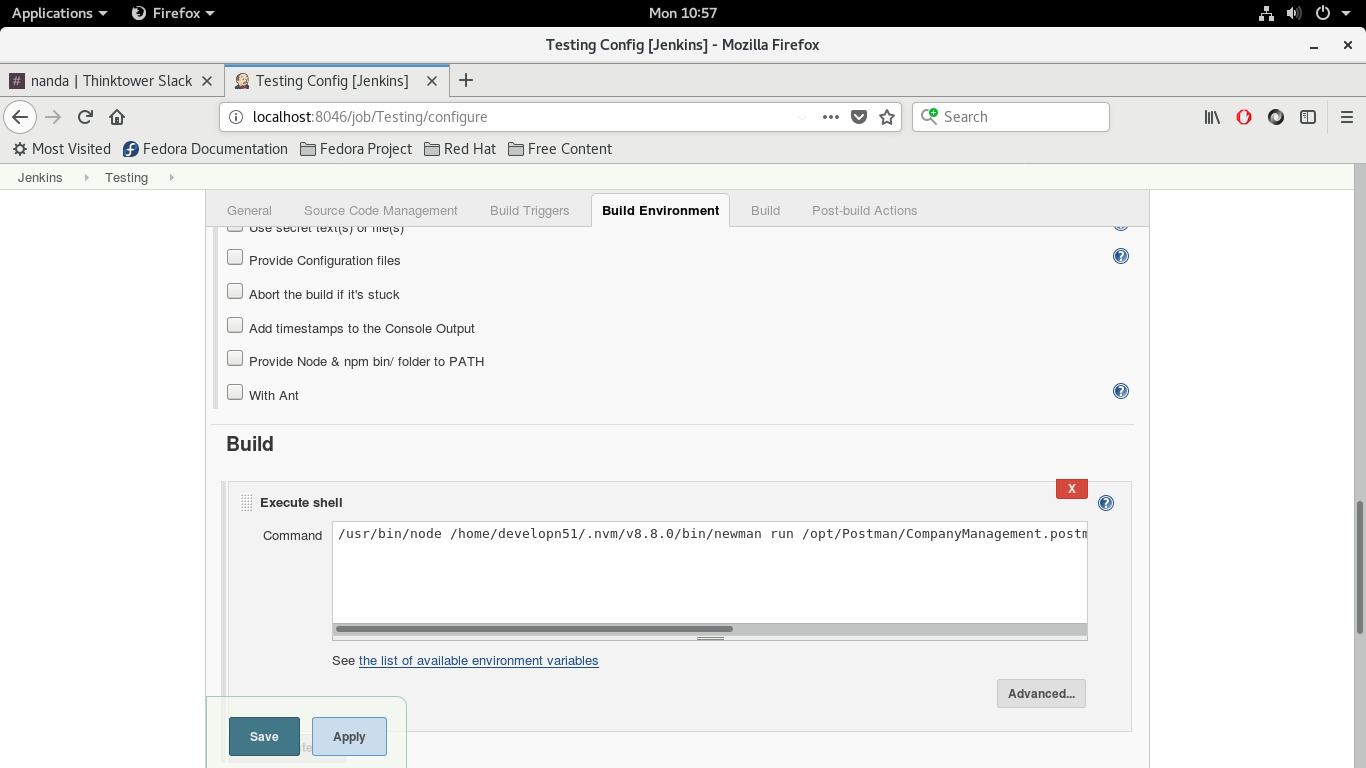 Applications Firefox Mon 10:57
Testing Config [Jenkins] - Mozilla Firefox
# nanda | Thinktower Slack Testing Config [Jenkins]
localhost:8046/job/Testing/configure Search
Most Visited Fedora Documentation Fedora Project Red Hat Free Content
Jenkins Testing
General Source Code Management Build Triggers Build Environment Build Post-build Actions
Use secret text(s) or file(s)
Provide Configuration files ?
Abort the build if it's stuck
Add timestamps to the Console Output
Provide Node & npm bin/ folder to PATH
With Ant ?
Build
X
Execute shell ?
Command /usr/bin/node /home/developn51/.nvm/v8.8.0/bin/newman run /opt/Postman/CompanyManagement.postm
See the list of available environment variables
Advanced...
Save Apply